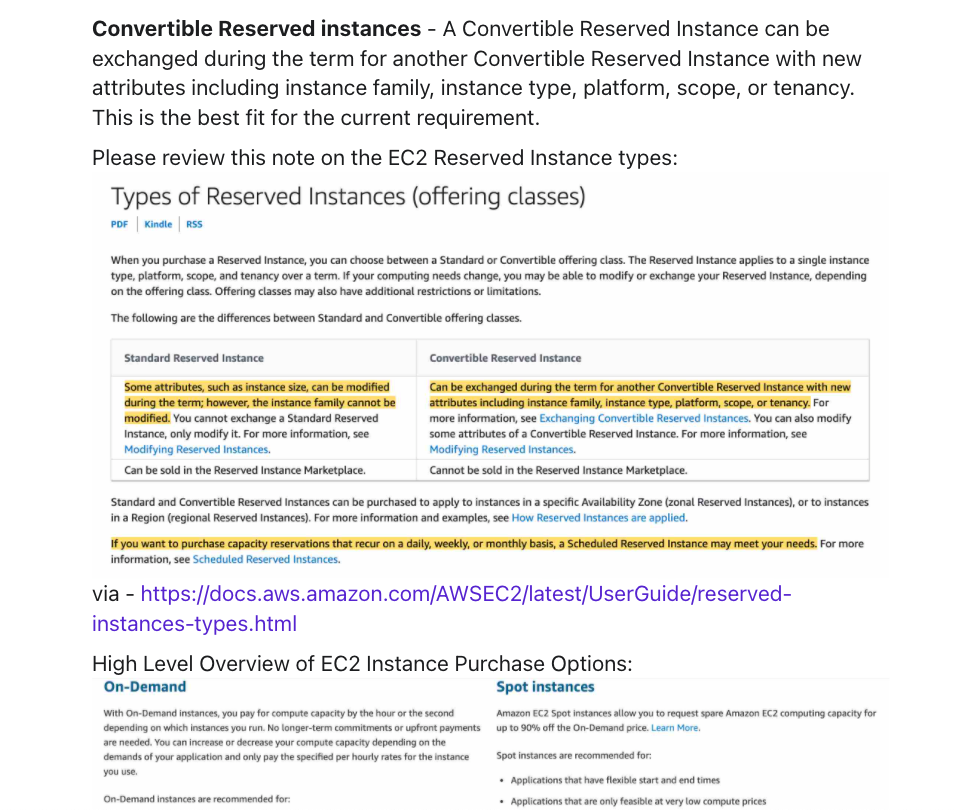 Convertible Reserved instances - A Convertible Reserved Instance can be
exchanged during the term for another Convertible Reserved Instance with new
attributes including instance family, instance type, platform, scope, or tenancy.
This is the best fit for the current requirement.
Please review this note on the EC2 Reserved Instance types:
Types of Reserved Instances (offering classes)
PDF | Kindle | RSS
When you purchase a Reserved Instance, you can choose between a Standard or Convertible offering class. The Reserved Instance applies to a single instance
type, platform, scope, and tenancy over a term. If your computing needs change, you may be able to modify or exchange your Reserved Instance, depending
on the offering class. Offering classes may also have additional restrictions or limitations.
The following are the differences between Standard and Convertible offering classes.
Standard Reserved Instance
Some attributes, such as instance size, can be modified
during the term; however, the instance family cannot be
modified. You cannot exchange a Standard Reserved
Instance, only modify it. For more information, see
Modifying Reserved Instances.
Can be sold in the Reserved Instance Marketplace.
Convertible Reserved Instance
Can be exchanged during the term for another Convertible Reserved Instance with new
attributes including instance family, instance type, platform, scope, or tenancy. For
more information, see Exchanging Convertible Reserved Instances. You can also modify
some attributes of a Convertible Reserved Instance. For more information, see
Modifying Reserved Instances.
Cannot be sold in the Reserved Instance Marketplace.
Standard and Convertible Reserved Instances can be purchased to apply to instances in a specific Availability Zone (zonal Reserved Instances), or to instances
in a Region (regional Reserved Instances). For more information and examples, see How Reserved Instances are applied.
If you want to purchase capacity reservations that recur on a daily, weekly, or monthly basis, a Scheduled Reserved Instance may meet your needs. For more
information, see Scheduled Reserved Instances.
via - https://docs.aws.amazon.com/AWSEC2/latest/UserGuide/reserved-
instances-types.html
High Level Overview of EC2 Instance Purchase Options:
On-Demand
With On-Demand instances, you pay for compute capacity by the hour or the second
depending on which instances you run. No longer-term commitments or upfront payments
are needed. You can increase or decrease your compute capacity depending on the
demands of your application and only pay the specified per hourly rates for the instance
you use.
On-Demand instances are recommended for:
Spot instances
Amazon EC2 Spot instances allow you to request spare Amazon EC2 computing capacity for
up to 90% off the On-Demand price. Learn More.
Spot instances are recommended for:
• Applications that have flexible start and end times
• Applications that are only feasible at very low compute prices